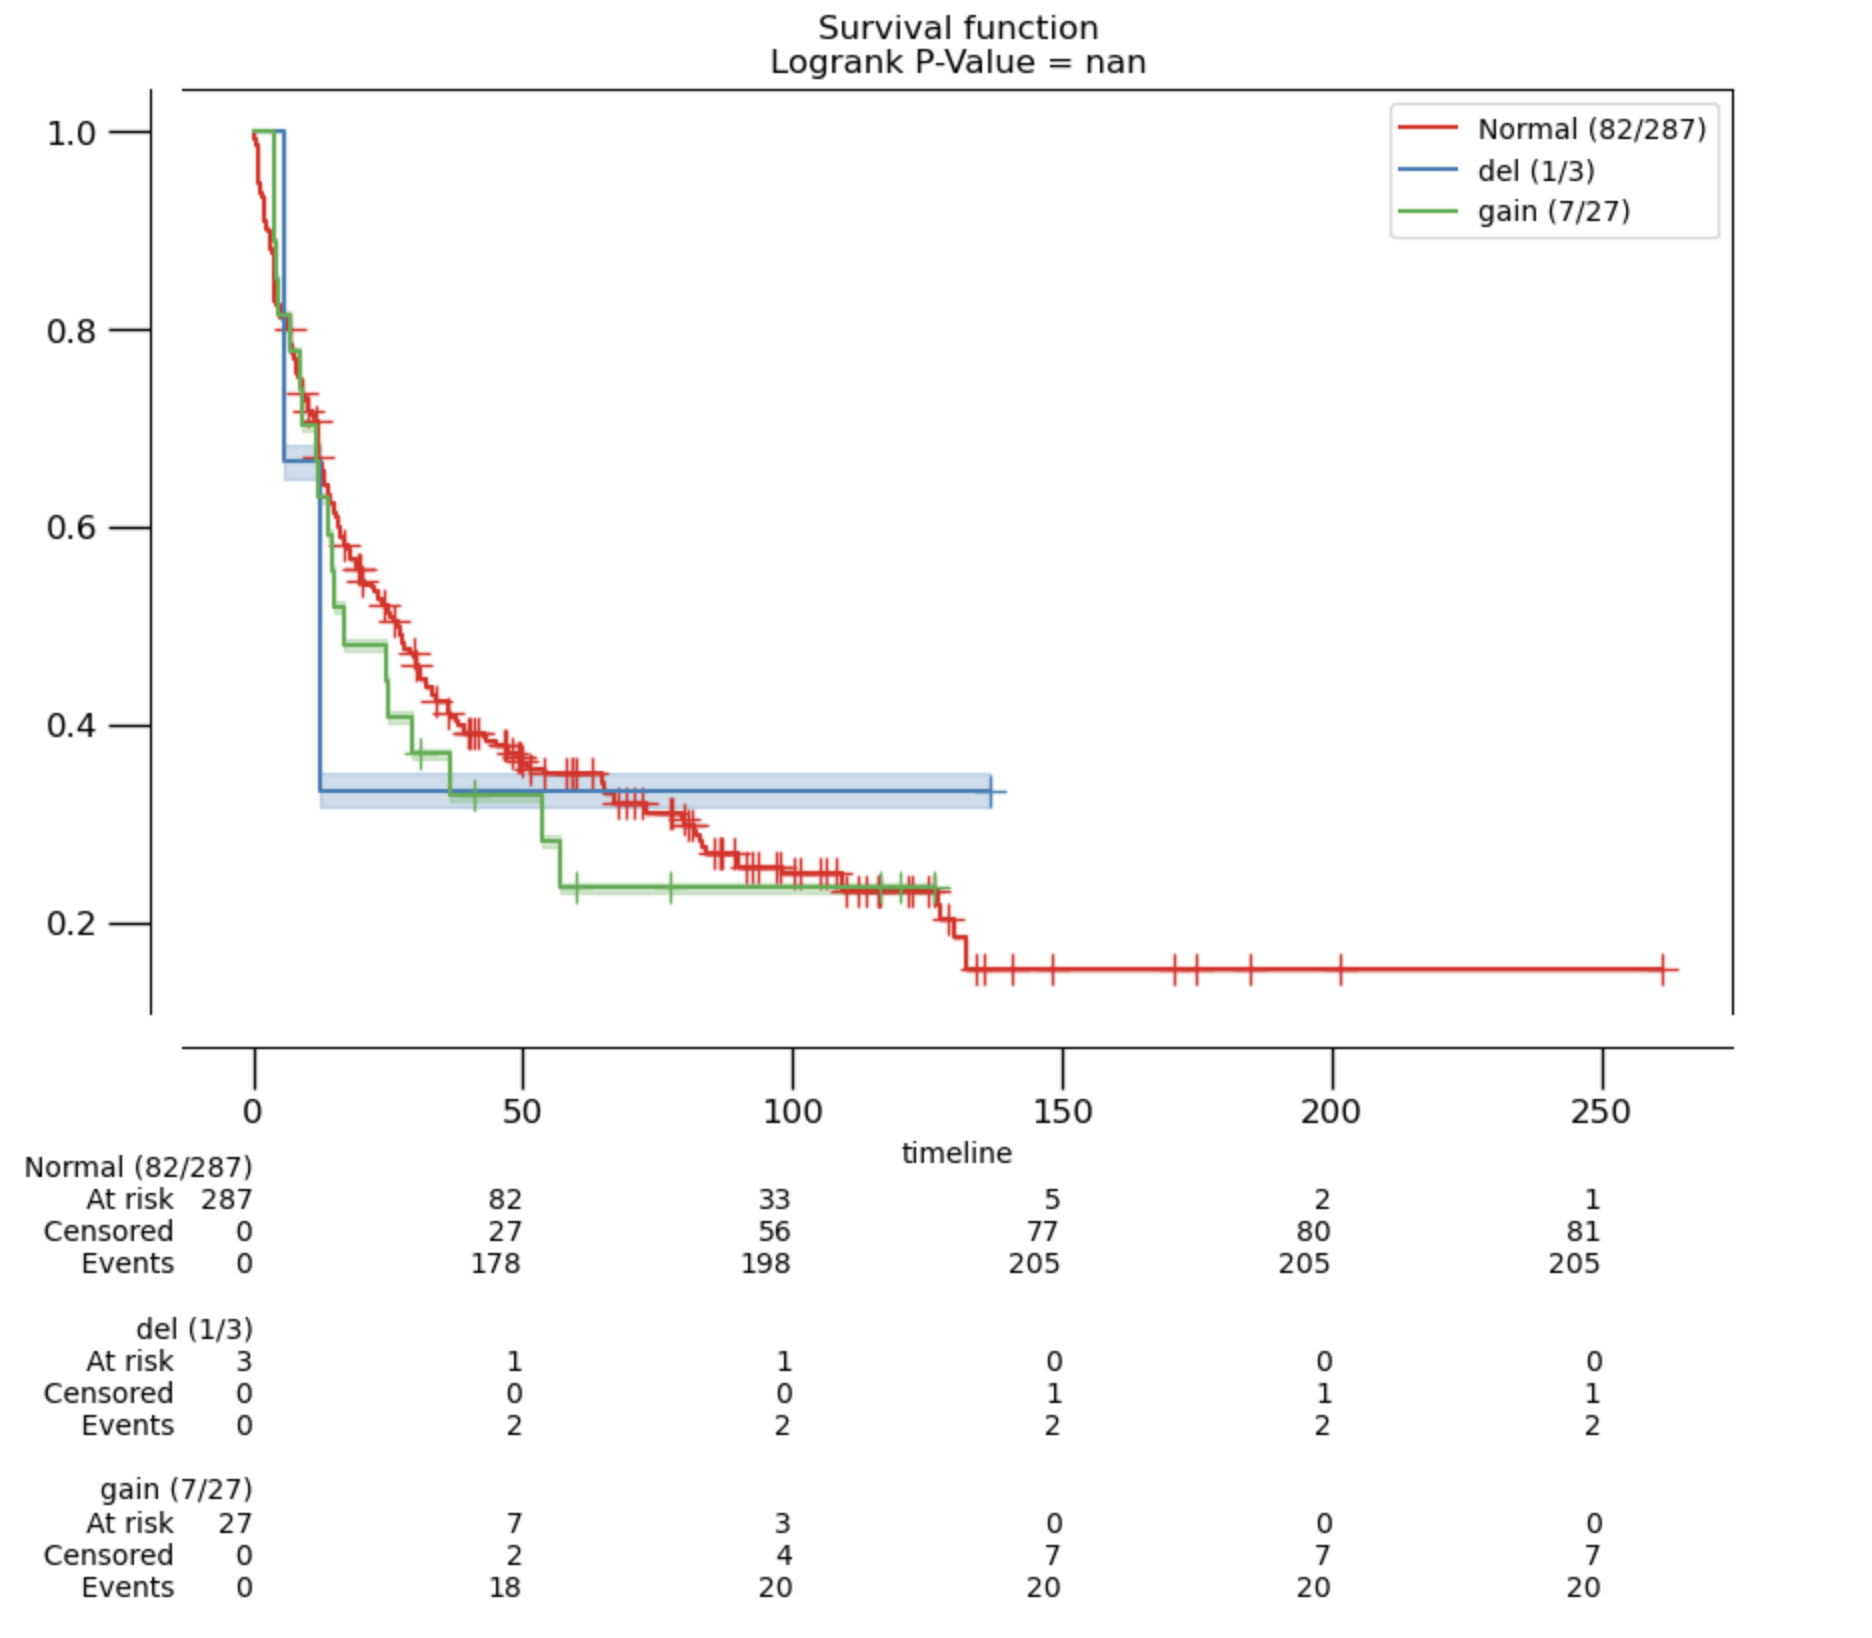 Survival function
Logrank P-Value = nan
Normal (82/287)
del (1/3)
gain (7/27)
1.0
0.8
0.6
0.4
0.2
0 50 100 150 200 250
timeline
Normal (82/287)
At risk 287 82 33 5 2 1
Censored 0 27 56 77 80 81
Events 0 178 198 205 205 205
del (1/3)
At risk 3 1 1 0 0 0
Censored 0 0 0 1 1 1
Events 0 2 2 2 2 2
gain (7/27)
At risk 27 7 3 0 0 0
Censored 0 2 4 7 7 7
Events 0 18 20 20 20 20